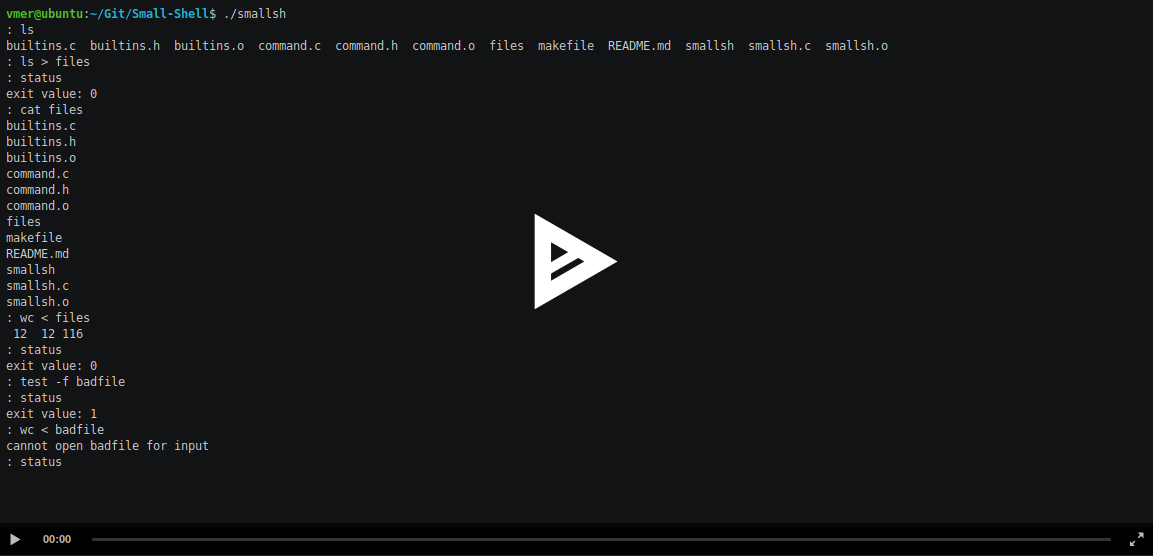 vmer@ubuntu:~/Git/Small-Shell$ ./smallsh
: ls
builtins.c  builtins.h  builtins.o  command.c  command.h  command.o  files  makefile  README.md  smallsh  smallsh.c  smallsh.o
: ls > files
: status
exit value: 0
: cat files
builtins.c
builtins.h
builtins.o
command.c
command.h
command.o
files
makefile
README.md
smallsh
smallsh.c
smallsh.o
: wc < files
 12  12 116
: status
exit value: 0
: test -f badfile
: status
exit value: 1
: wc < badfile
cannot open badfile for input
: status
00:00